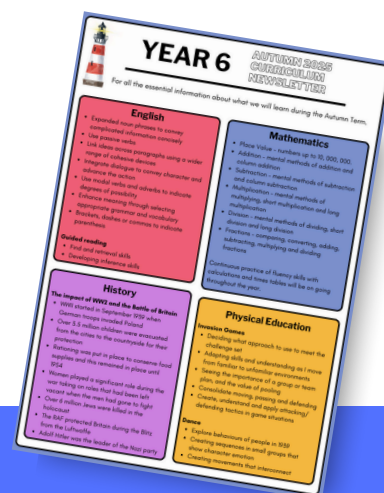 YEAR 6
AUTUMN 2025
CURRICULUM
NEWSLETTER
For all the essential information about what we will learn during the Autumn Term.
English
Expanded noun phrases to convey
complicated information concisely
Use passive verbs
Link ideas across paragraphs using a wider
range of cohesive devices
Integrate dialogue to convey character and
advance the action
Use modal verbs and adverbs to indicate
degrees of possibility
Enhance meaning through selecting
appropriate grammar and vocabulary
Brackets, dashes or commas to indicate
parenthesis
Guided reading
Find and retrieval skills
Developing inference skills
Mathematics
Place Value - numbers up to 10, 000, 000,
Addition - mental methods of addition and
column addition
Subtraction - mental methods of subtraction
and column subtraction
Multiplication - mental methods of
multiplying, short multiplication and long
multiplication.
Division - mental methods of dividing, short
division and long division
Fractions - comparing, converting, adding,
subtracting, multiplying and dividing
fractions
Continuous practice of fluency skills with
calculations and times tables will be on going
throughout the year.
History
The impact of WW2 and the Battle of Britain
WWII started in September 1939 when
German troops invaded Poland
Over 3.5 million children were evacuated
from the cities to the countryside for their
protection
Rationing was put in place to conserve food
supplies and this remained in place until
1954
Women played a significant role during the
war taking on roles that had been left
vacant when the men had gone to fight
Over 6 million Jews were killed in the
holocaust
The RAF protected Britain during the Blitz
from the Luftwaffe
Adolf Hitler was the leader of the Nazi party
Physical Education
Invasion Games
Deciding what approach to use to meet the
challenge set
Adapting skills and understanding as I move
from familiar to unfamiliar environments
Seeing the importance of a group or team
plan, and the value of pooling
Consolidate moving, passing and defending
Create, understand and apply attacking/
defending tactics in game situations
Dance
Explore behaviours of people in 1939
Creating sequences in small groups that
show character emotion
Creating movements that interconnect